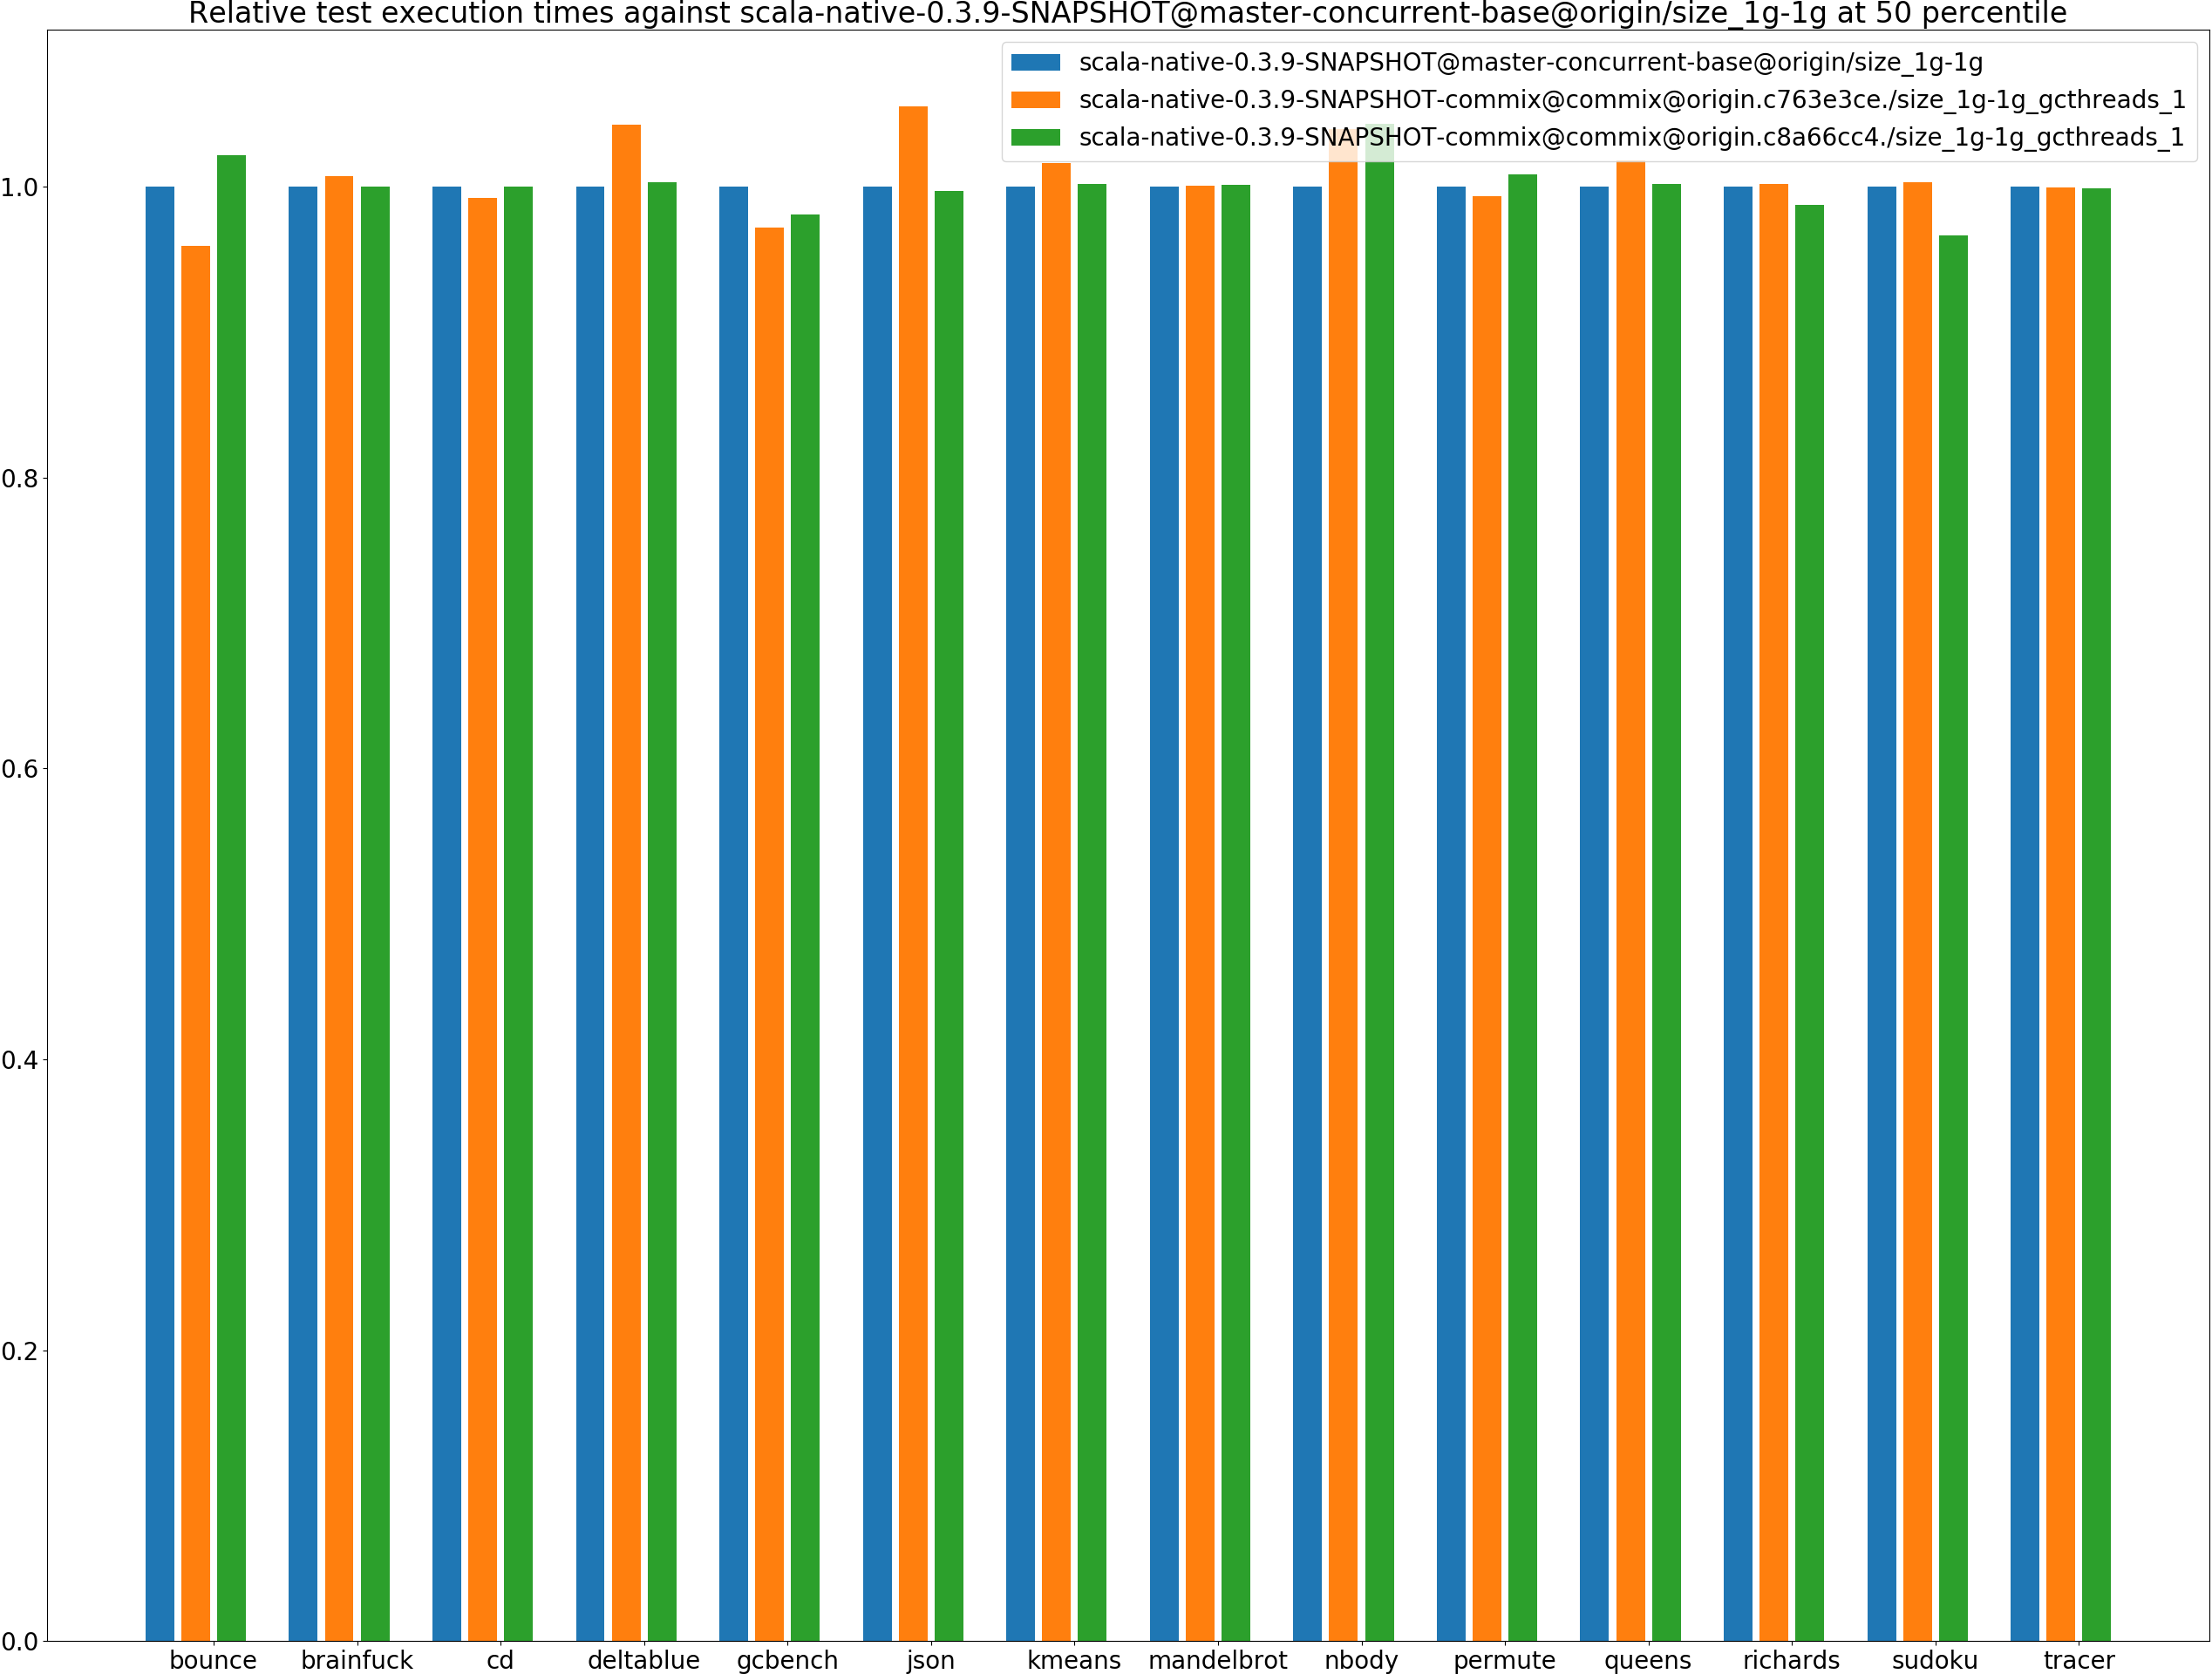 Relative test execution times against scala-native-0.3.9-SNAPSHOT@master-concurrent-base@origin/size_1g-1g at 50 percentile
scala-native-0.3.9-SNAPSHOT@master-concurrent-base@origin/size_1g-1g
scala-native-0.3.9-SNAPSHOT-commix@commix@origin.c763e3ce./size_1g-1g_gcthreads_1
scala-native-0.3.9-SNAPSHOT-commix@commix@origin.c8a66cc4./size_1g-1g_gcthreads_1
1.0
0.8
0.6
0.4
0.2
0.0
bounce brainfuck cd deltablue gcbench json kmeans mandelbrot nbody permute queens richards sudoku tracer